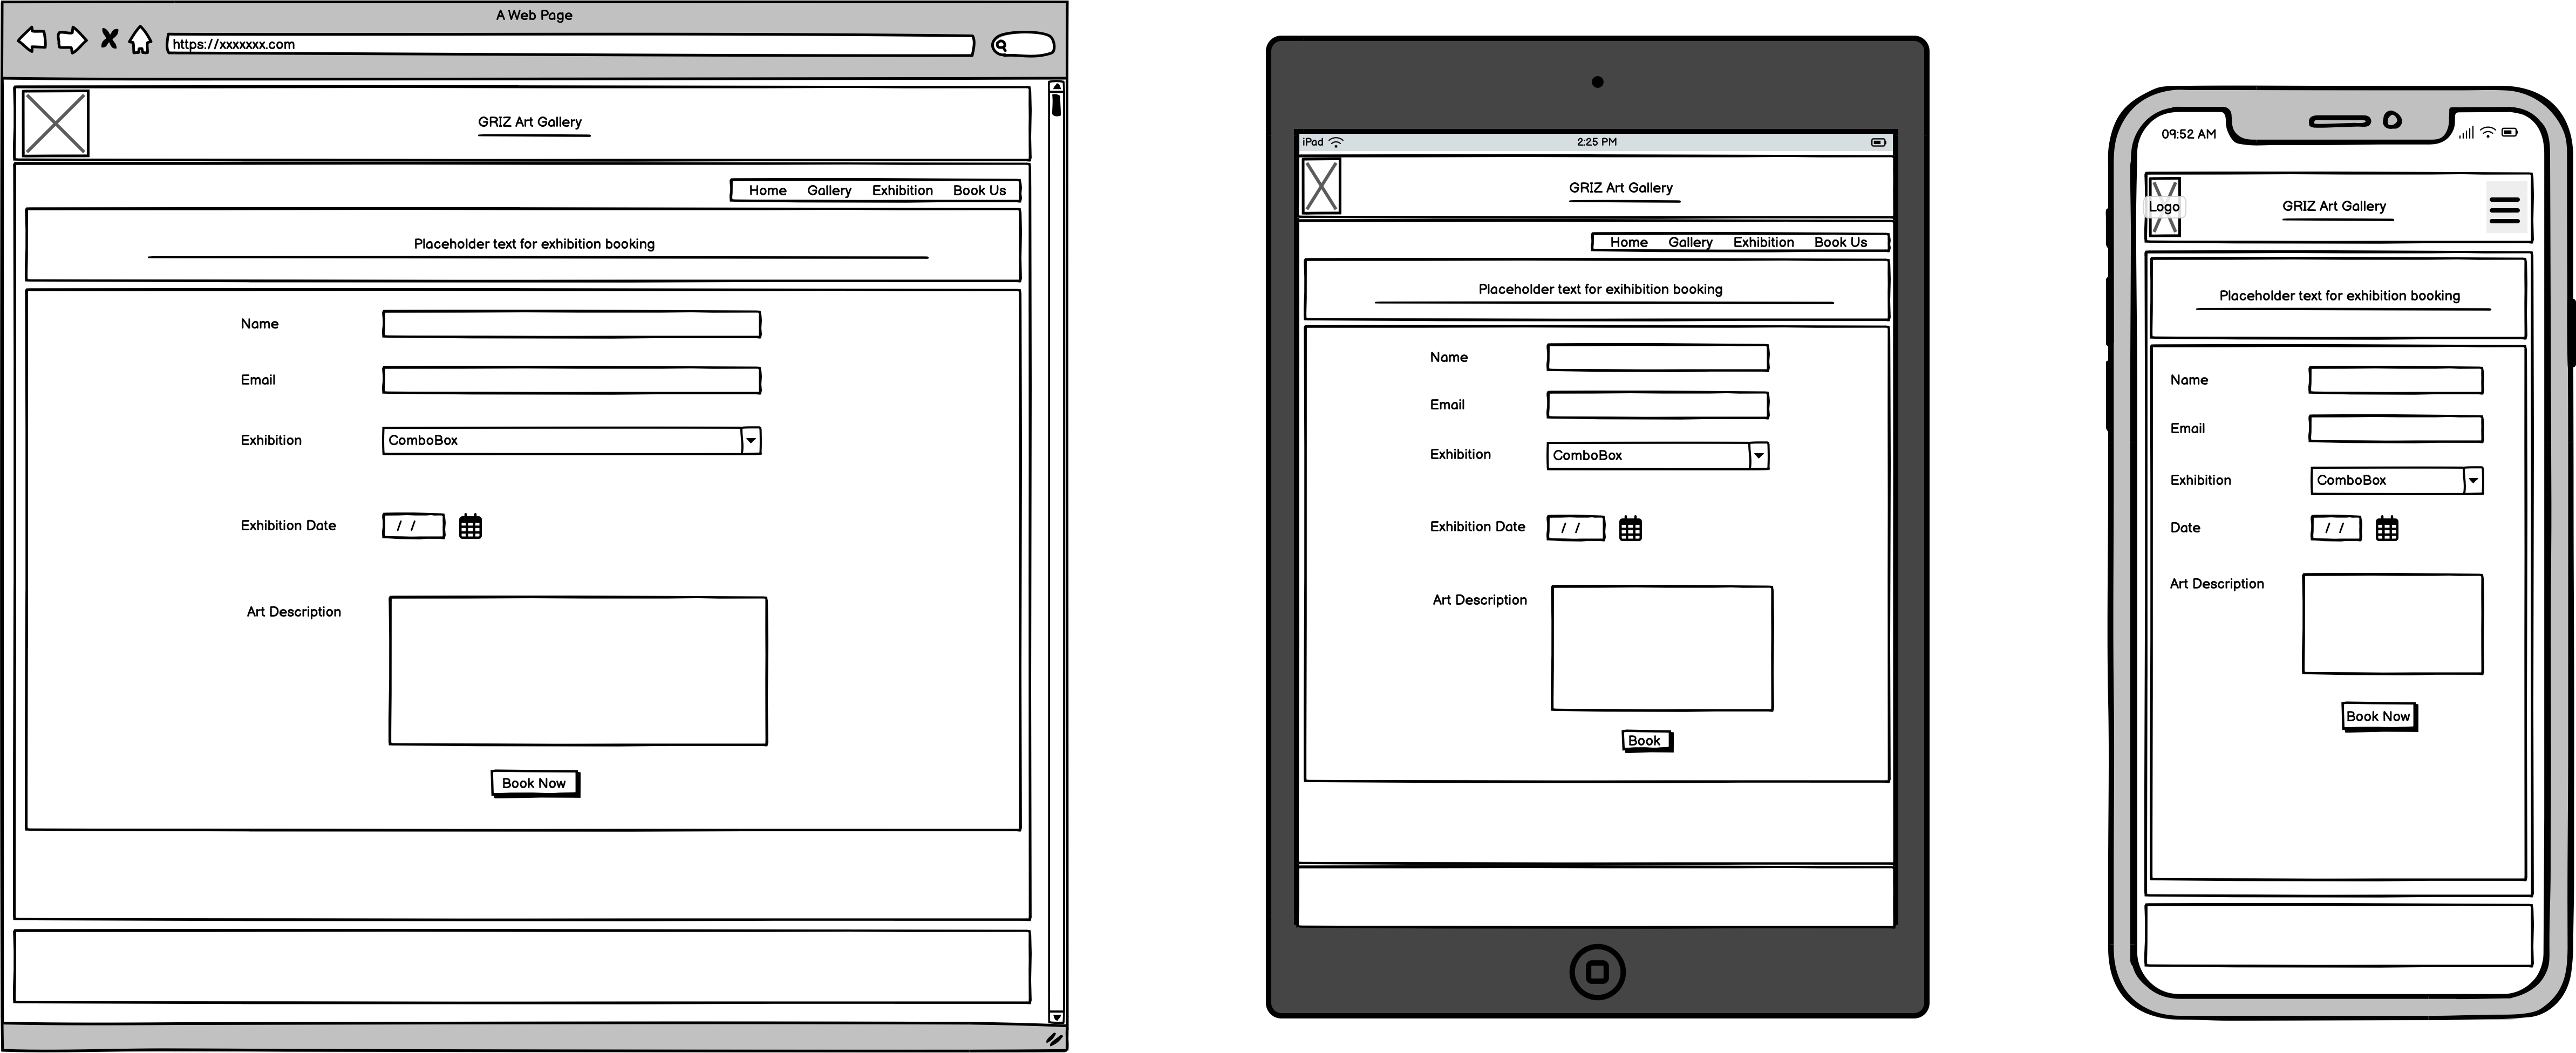 A Web Page
https://xxxxxxx.com
GRIZ Art Gallery
Home Gallery Exhibition Book Us
Placeholder text for exhibition booking
Name
Email
Exhibition ComboBox
Exhibition Date / /
Art Description
Book Now
iPad 2:25 PM
GRIZ Art Gallery
Home Gallery Exhibition Book Us
Placeholder text for exihibition booking
Name
Email
Exhibition ComboBox
Exhibition Date / /
Art Description
Book
09:52 AM
Logo GRIZ Art Gallery
Placeholder text for exhibition booking
Name
Email
Exhibition ComboBox
Date / /
Art Description
Book Now